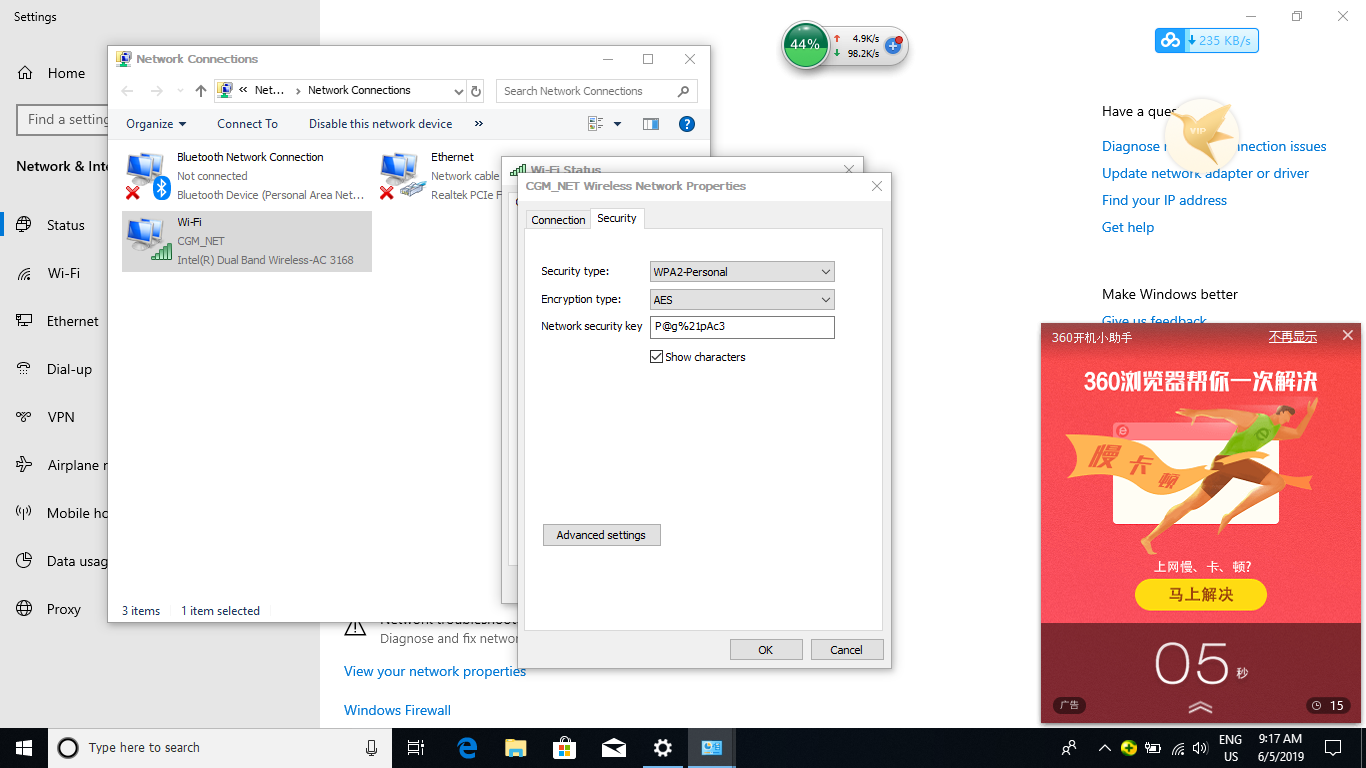 Settings
Home
Find a setting
Network & Inte
Status
Wi-Fi
Ethernet
Dial-up
VPN
Airplane
Mobile ho
Data usag
Proxy
Network Connections
« Net... › Network Connections
Search Network Connections
Organize
Connect To
Disable this network device
»
Bluetooth Network Connection
Not connected
Bluetooth Device (Personal Area Net...
Ethernet
Network cable
Realtek PCIe F
Wi-Fi
CGM_NET
Intel(R) Dual Band Wireless-AC 3168
3 items
1 item selected
Wi-Fi Status
CGM_NET Wireless Network Properties
Connection
Security
Security type:
WPA2-Personal
Encryption type:
AES
Network security key
P@g%21pAc3
Show characters
Advanced settings
OK
Cancel
Network troubleshoot
Diagnose and fix networ
View your network properties
Windows Firewall
44%
4.9K/s
98.2K/s
235 KB/s
VIP
Have a ques
Diagnose nnection issues
Update network adapter or driver
Find your IP address
Get help
Make Windows better
Give us feedback
360开机小助手
不再显示
360浏览器帮你一次解决
慢卡顿
上网慢、卡、顿?
马上解决
05 秒
广告
15
Type here to search
ENG
US
9:17 AM
6/5/2019